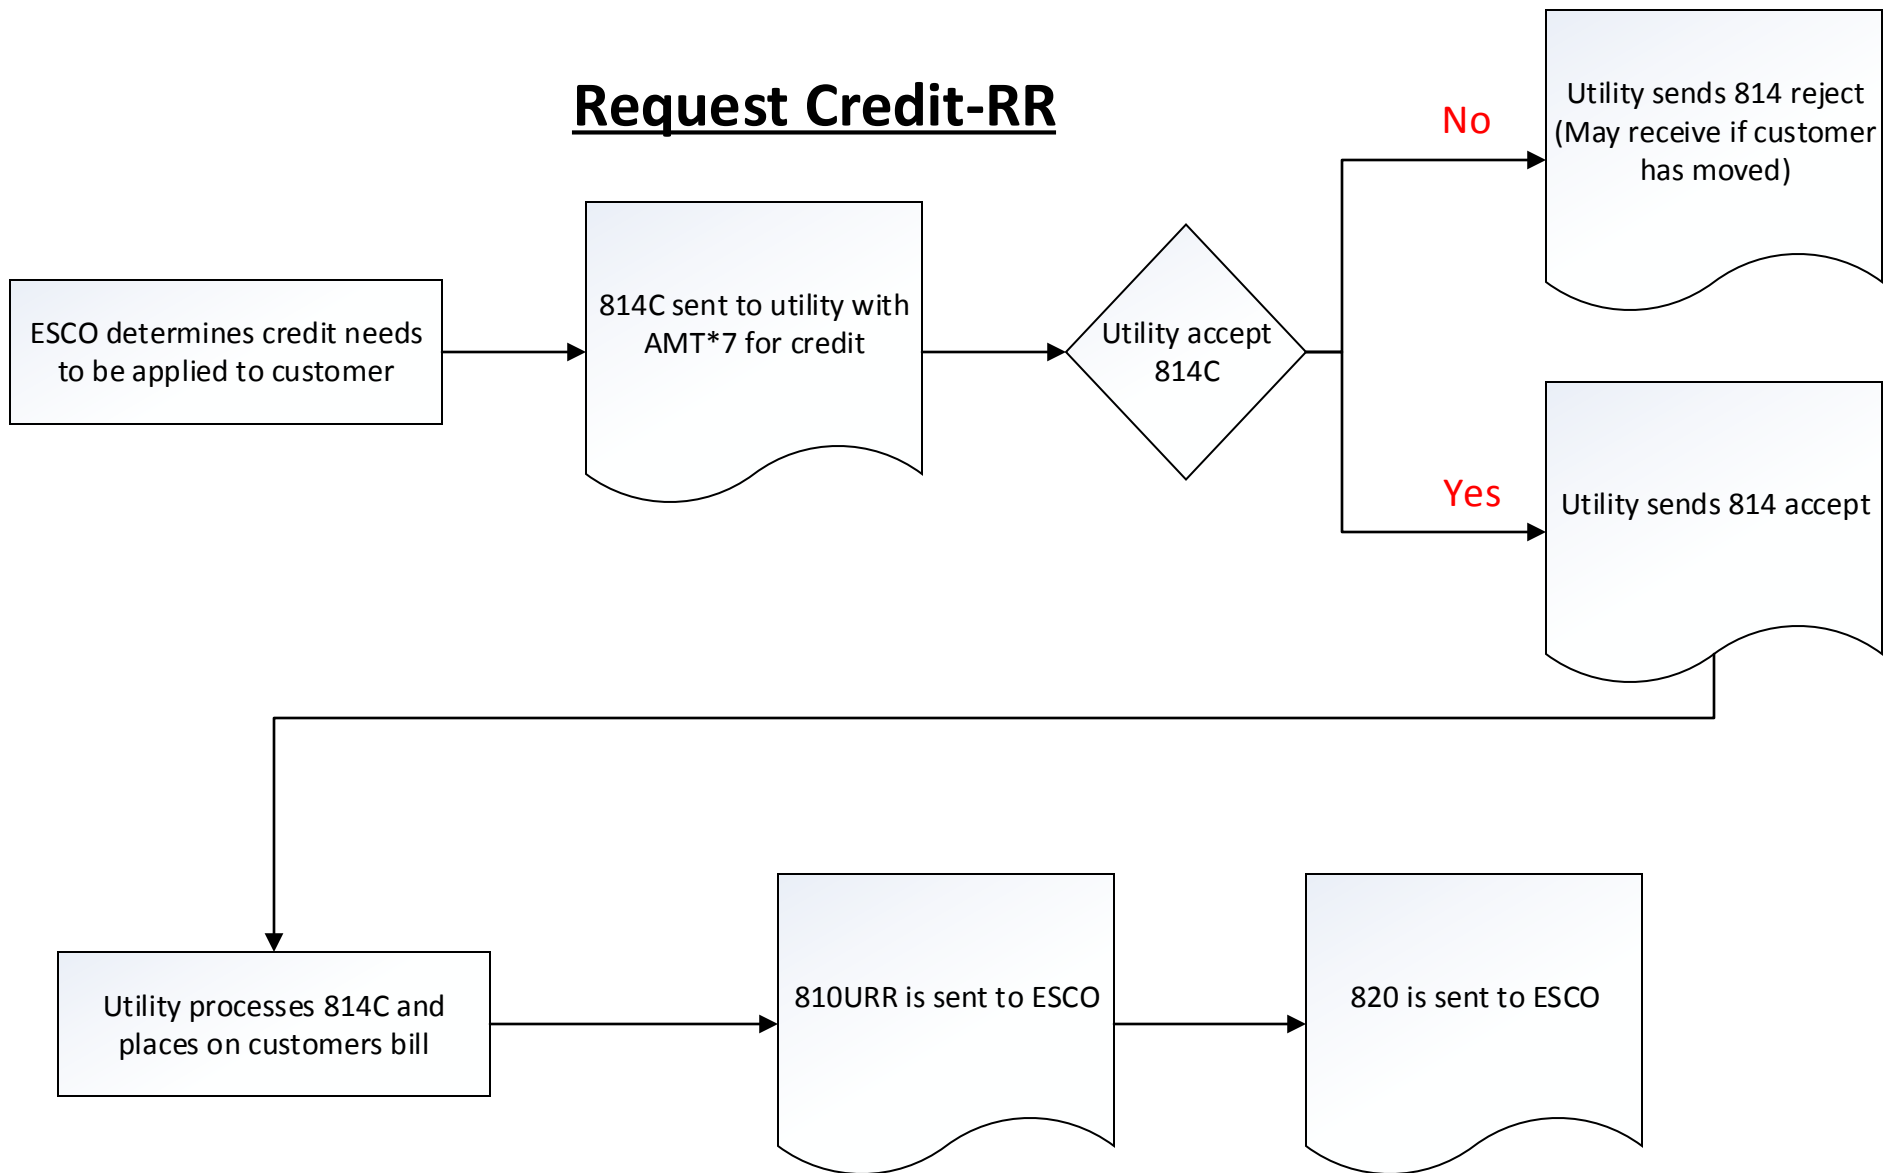 Request Credit-RR
ESCO determines credit needs
to be applied to customer
814C sent to utility with
AMT*7 for credit
Utility accept
814C
No
Utility sends 814 reject
(May receive if customer
has moved)
Yes
Utility sends 814 accept
Utility processes 814C and
places on customers bill
810URR is sent to ESCO
820 is sent to ESCO